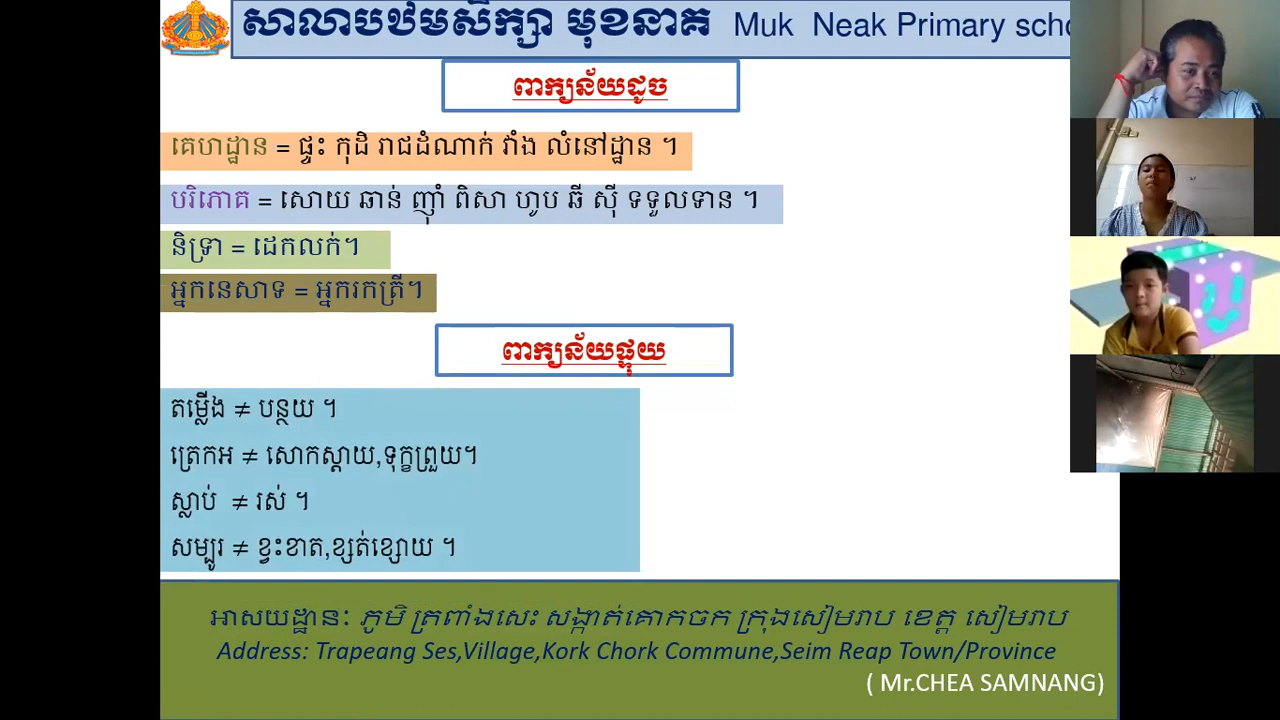 សាលាបឋមសិក្សា មុខនាគ Muk Neak Primary scho
ពាក្យន័យដូច
គេហដ្ឋាន = ផ្ទះ កុដិ រាជដំណាក់ វាំង លំនៅដ្ឋាន ។
បរិភោគ = សោយ ឆាន់ ញ៉ាំ ពិសា ហូប ឆី ស៊ី ទទួលទាន ។
និទ្រា = ដេកលក់។
អ្នកនេសាទ = អ្នករកត្រី។
ពាក្យន័យផ្ទុយ
តម្លើង ≠ បន្ថយ ។
ត្រេកអ ≠ សោកស្ដាយ,ទុក្ខព្រួយ។
ស្លាប់ ≠ រស់ ។
សម្បូរ ≠ ខ្វះខាត,ខ្សត់ខ្សោយ ។
អាសយដ្ឋានៈ ភូមិ ត្រពាំងសេះ សង្កាត់គោកចក ក្រុងសៀមរាប ខេត្ត សៀមរាប
Address: Trapeang Ses,Village,Kork Chork Commune,Seim Reap Town/Province
( Mr.CHEA SAMNANG)